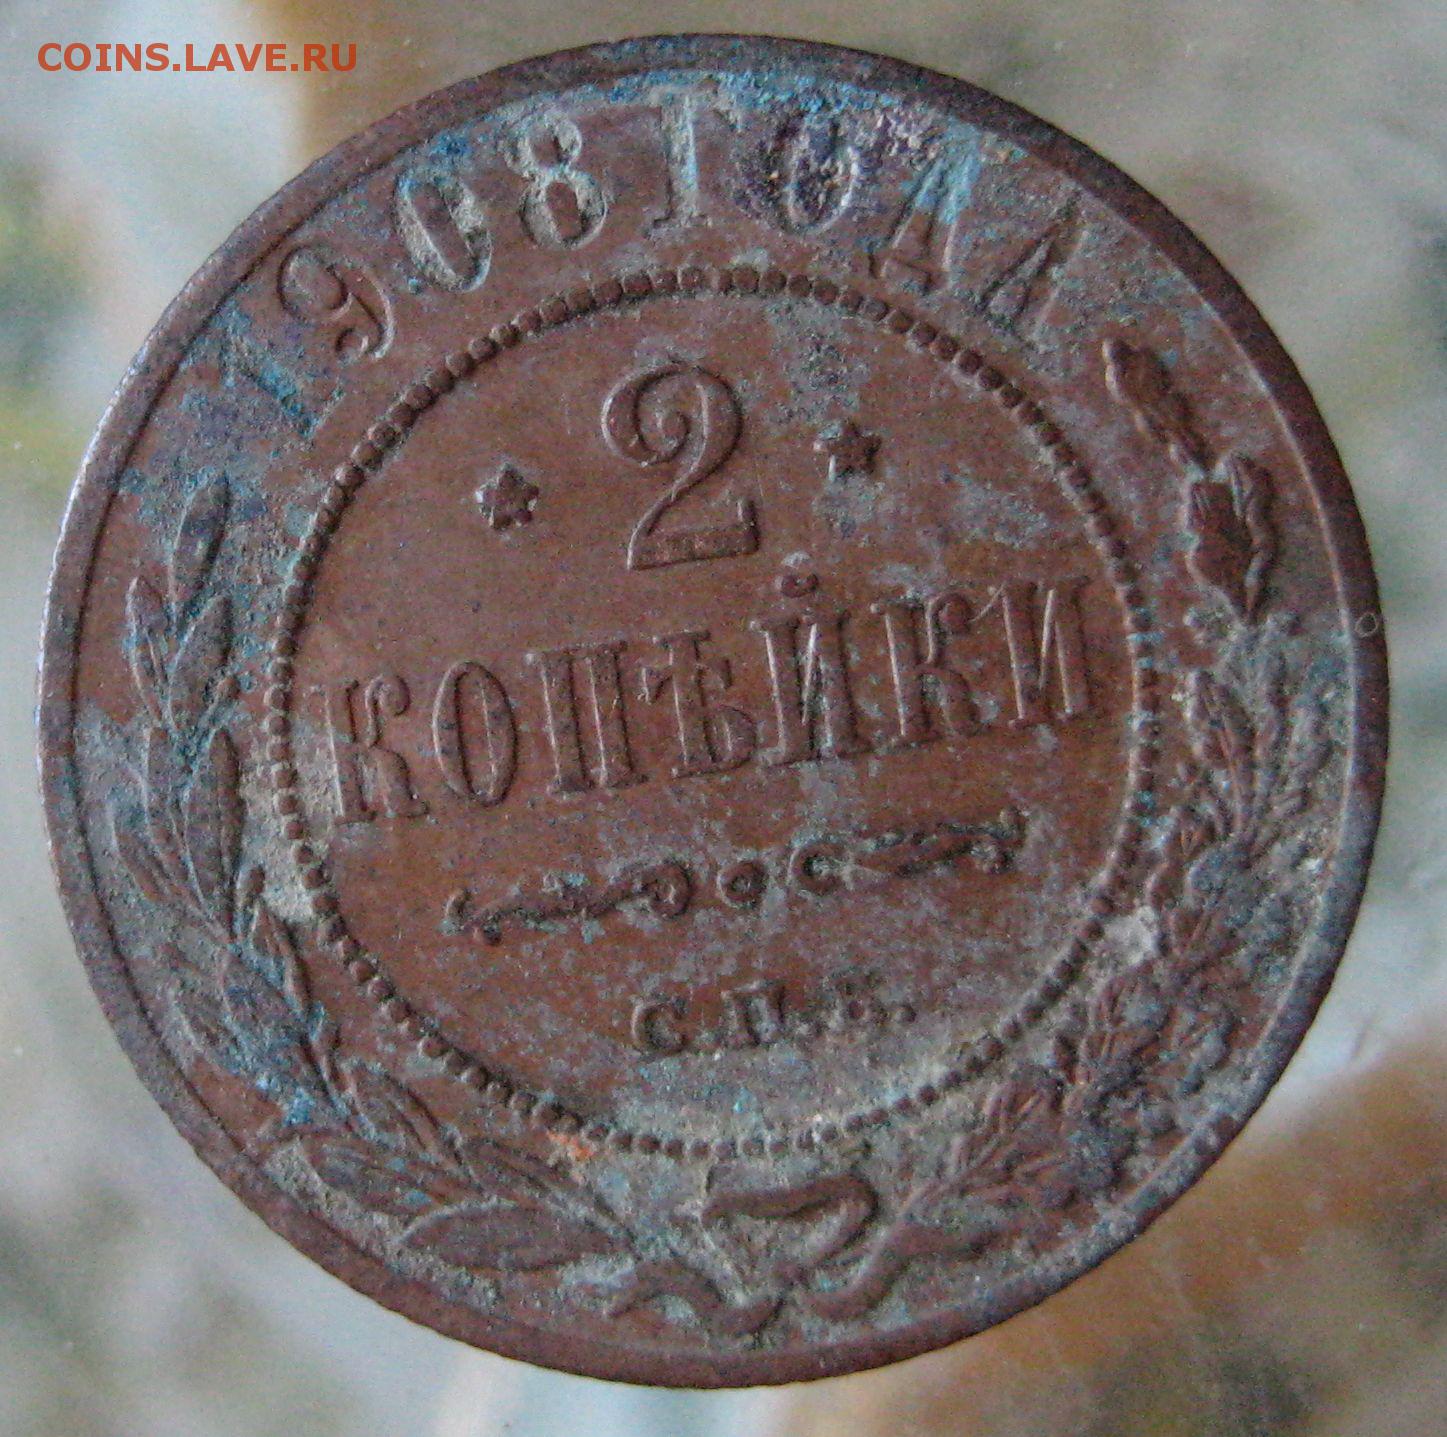 COINS.LAVE.RU
1908 ГОДА
* 2 *
КОПѢЙКИ
С.П.Б.